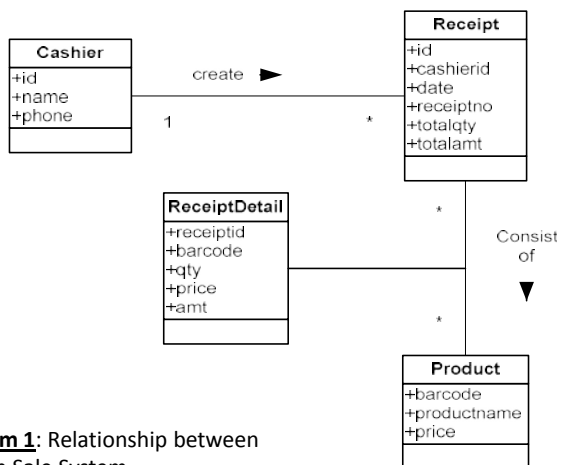 Cashier
+id
+name
+phone
create
1
*
Receipt
+id
+cashierid
+date
+receiptno
+totalqty
+totalamt
ReceiptDetail
+receiptid
+barcode
+qty
+price
+amt
*
Consist
of
*
Product
+barcode
+productname
+price
m 1: Relationship between
Sale System